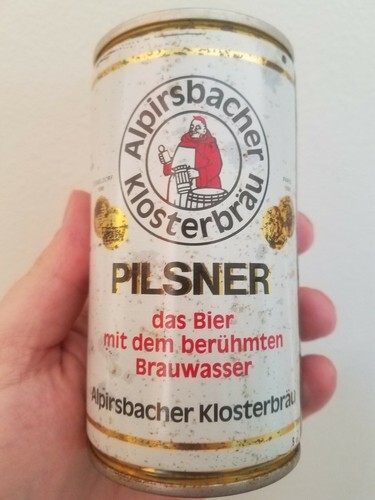 Alpirsbacher
Klosterbräu
PILSNER
das Bier
mit dem berühmten
Brauwasser
Alpirsbacher Klosterbräu